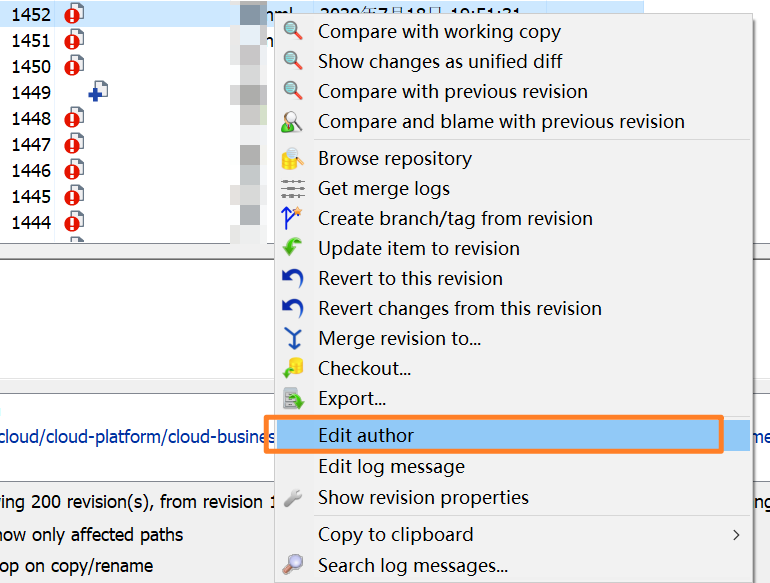 1452
1451
1450
1449
1448
1447
1446
1445
1444
Compare with working copy
Show changes as unified diff
Compare with previous revision
Compare and blame with previous revision
Browse repository
Get merge logs
Create branch/tag from revision
Update item to revision
Revert to this revision
Revert changes from this revision
Merge revision to...
Checkout...
Export...
Edit author
Edit log message
Show revision properties
Copy to clipboard
Search log messages...
cloud/cloud-platform/cloud-busines
ing 200 revision(s), from revision 1
now only affected paths
op on copy/rename